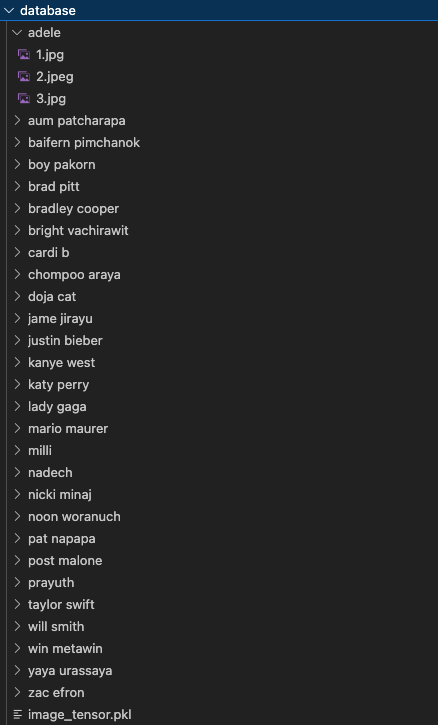 database
adele
1.jpg
2.jpeg
3.jpg
aum patcharapa
baifern pimchanok
boy pakorn
brad pitt
bradley cooper
bright vachirawit
cardi b
chompoo araya
doja cat
jame jirayu
justin bieber
kanye west
katy perry
lady gaga
mario maurer
milli
nadech
nicki minaj
noon woranuch
pat napapa
post malone
prayuth
taylor swift
will smith
win metawin
yaya urassaya
zac efron
image_tensor.pkl